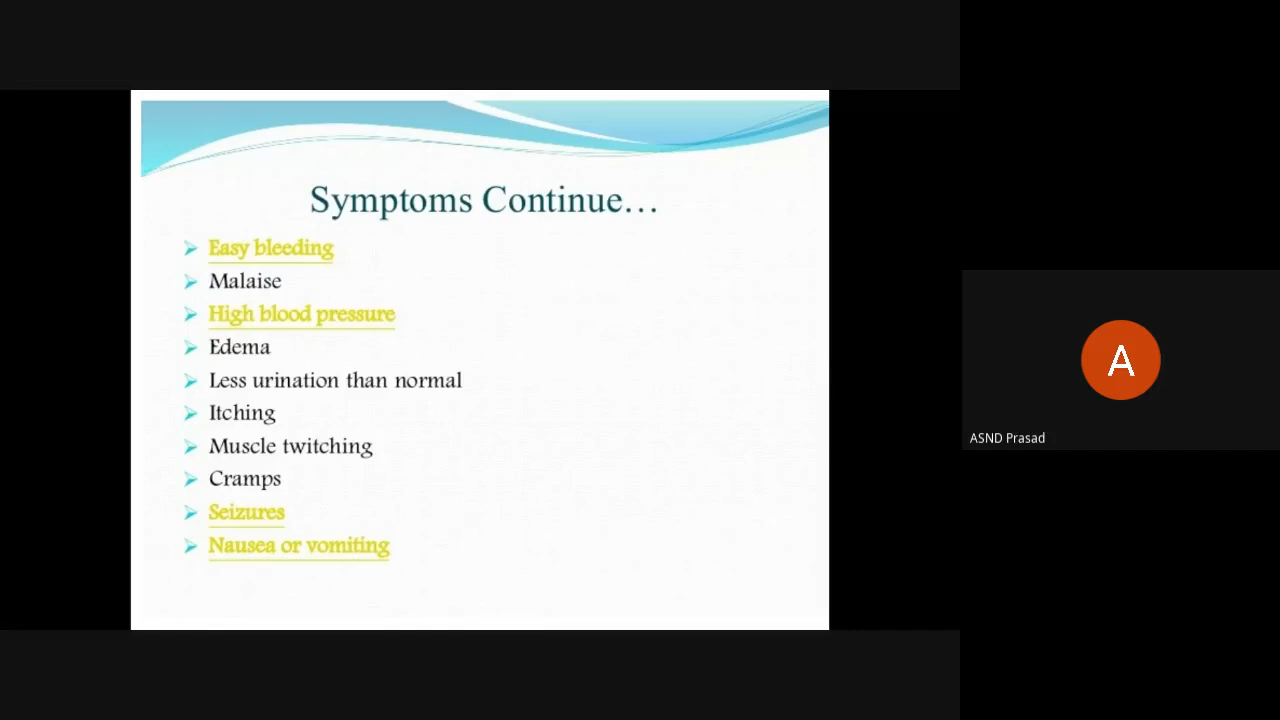 Symptoms Continue…
Easy bleeding
Malaise
High blood pressure
Edema
Less urination than normal
Itching
Muscle twitching
Cramps
Seizures
Nausea or vomiting
A
ASND Prasad